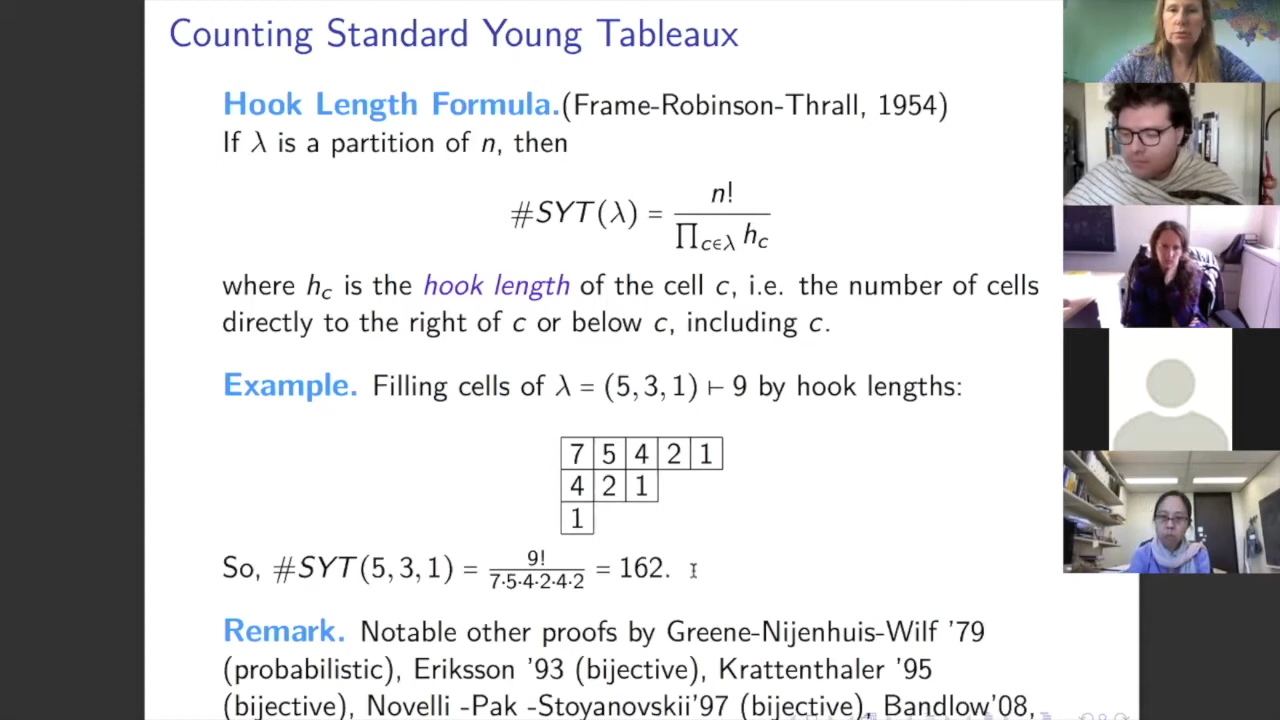 Counting Standard Young Tableaux
Hook Length Formula.(Frame-Robinson-Thrall, 1954)
If λ is a partition of n, then
#SYT(λ) = n! / ∏_{c∈λ} h_c
where h_c is the hook length of the cell c, i.e. the number of cells
directly to the right of c or below c, including c.
Example. Filling cells of λ = (5, 3, 1) ⊢ 9 by hook lengths:
7 5 4 2 1
4 2 1
1
So, #SYT(5, 3, 1) = 9! / 7·5·4·2·4·2 = 162.
Remark. Notable other proofs by Greene-Nijenhuis-Wilf '79
(probabilistic), Eriksson '93 (bijective), Krattenthaler '95
(bijective), Novelli -Pak -Stoyanovskii'97 (bijective), Bandlow'08,